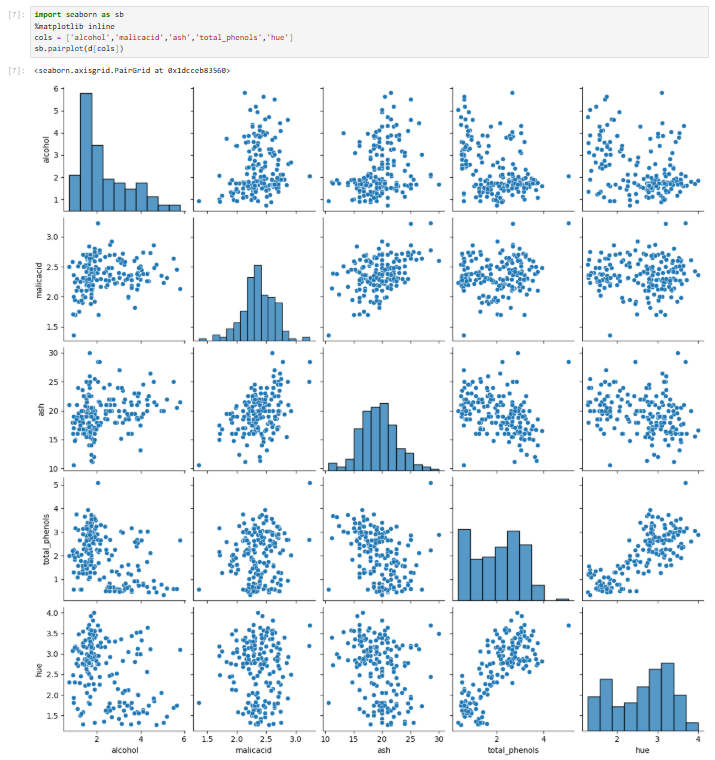 [7]: import seaborn as sb
%matplotlib inline
cols = ['alcohol','malicacid','ash','total_phenols','hue']
sb.pairplot(d[cols])
[7]: <seaborn.axisgrid.PairGrid at 0x1dcceb83560>
6
5
4
3
2
1
alcohol
3.0
2.5
2.0
1.5
malicacid
30
25
20
15
10
ash
5
4
3
2
1
total_phenols
4.0
3.5
3.0
2.5
2.0
1.5
hue
2 4 6 1.5 2.0 2.5 3.0 10 15 20 25 30 2 4 2 3 4
alcohol malicacid ash total_phenols hue